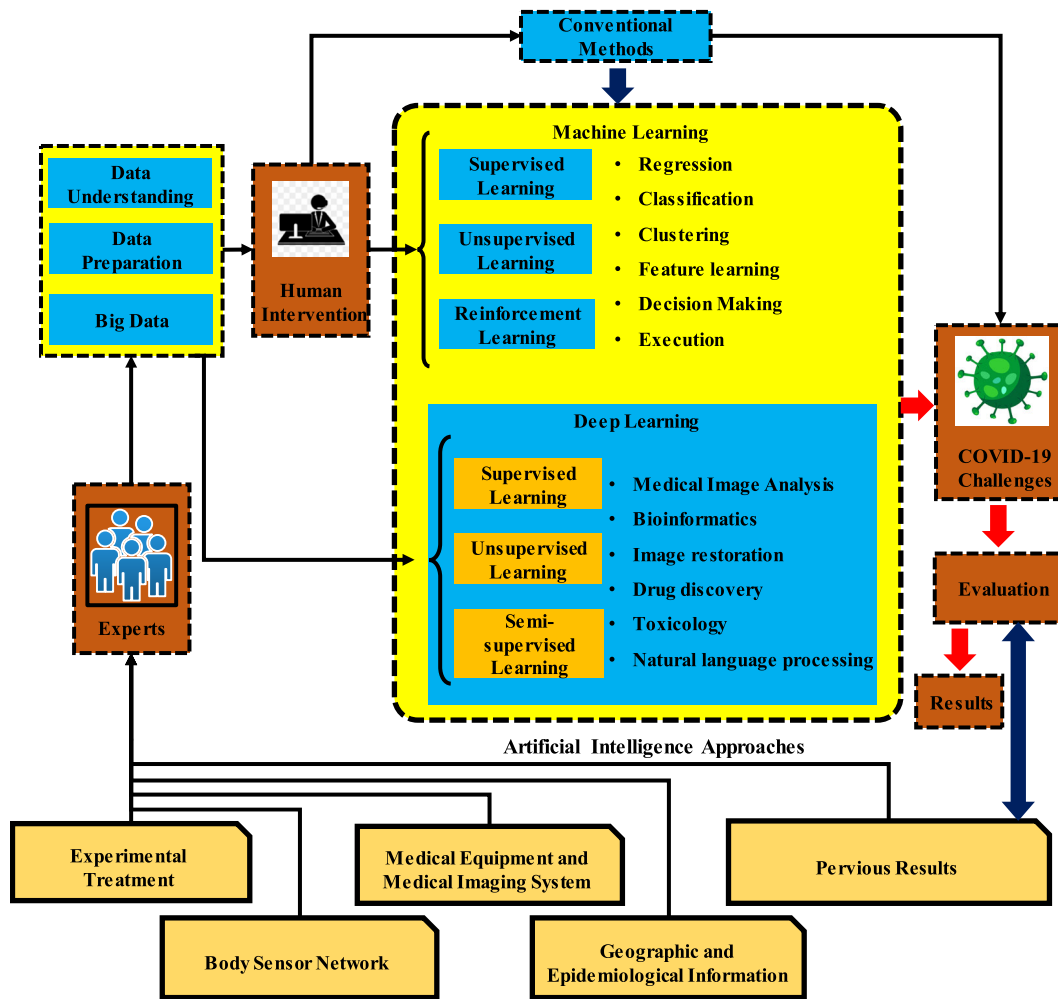 Conventional
Methods
Machine Learning
Supervised
Learning
Unsupervised
Learning
Reinforcement
Learning
• Regression
• Classification
• Clustering
• Feature learning
• Decision Making
• Execution
Data
Understanding
Data
Preparation
Big Data
Human
Intervention
Deep Learning
Supervised
Learning
Unsupervised
Learning
Semi-
supervised
Learning
• Medical Image Analysis
• Bioinformatics
• Image restoration
• Drug discovery
• Toxicology
• Natural language processing
COVID-19
Challenges
Experts
Evaluation
Results
Artificial Intelligence Approaches
Experimental
Treatment
Medical Equipment and
Medical Imaging System
Pervious Results
Body Sensor Network
Geographic and
Epidemiological Information